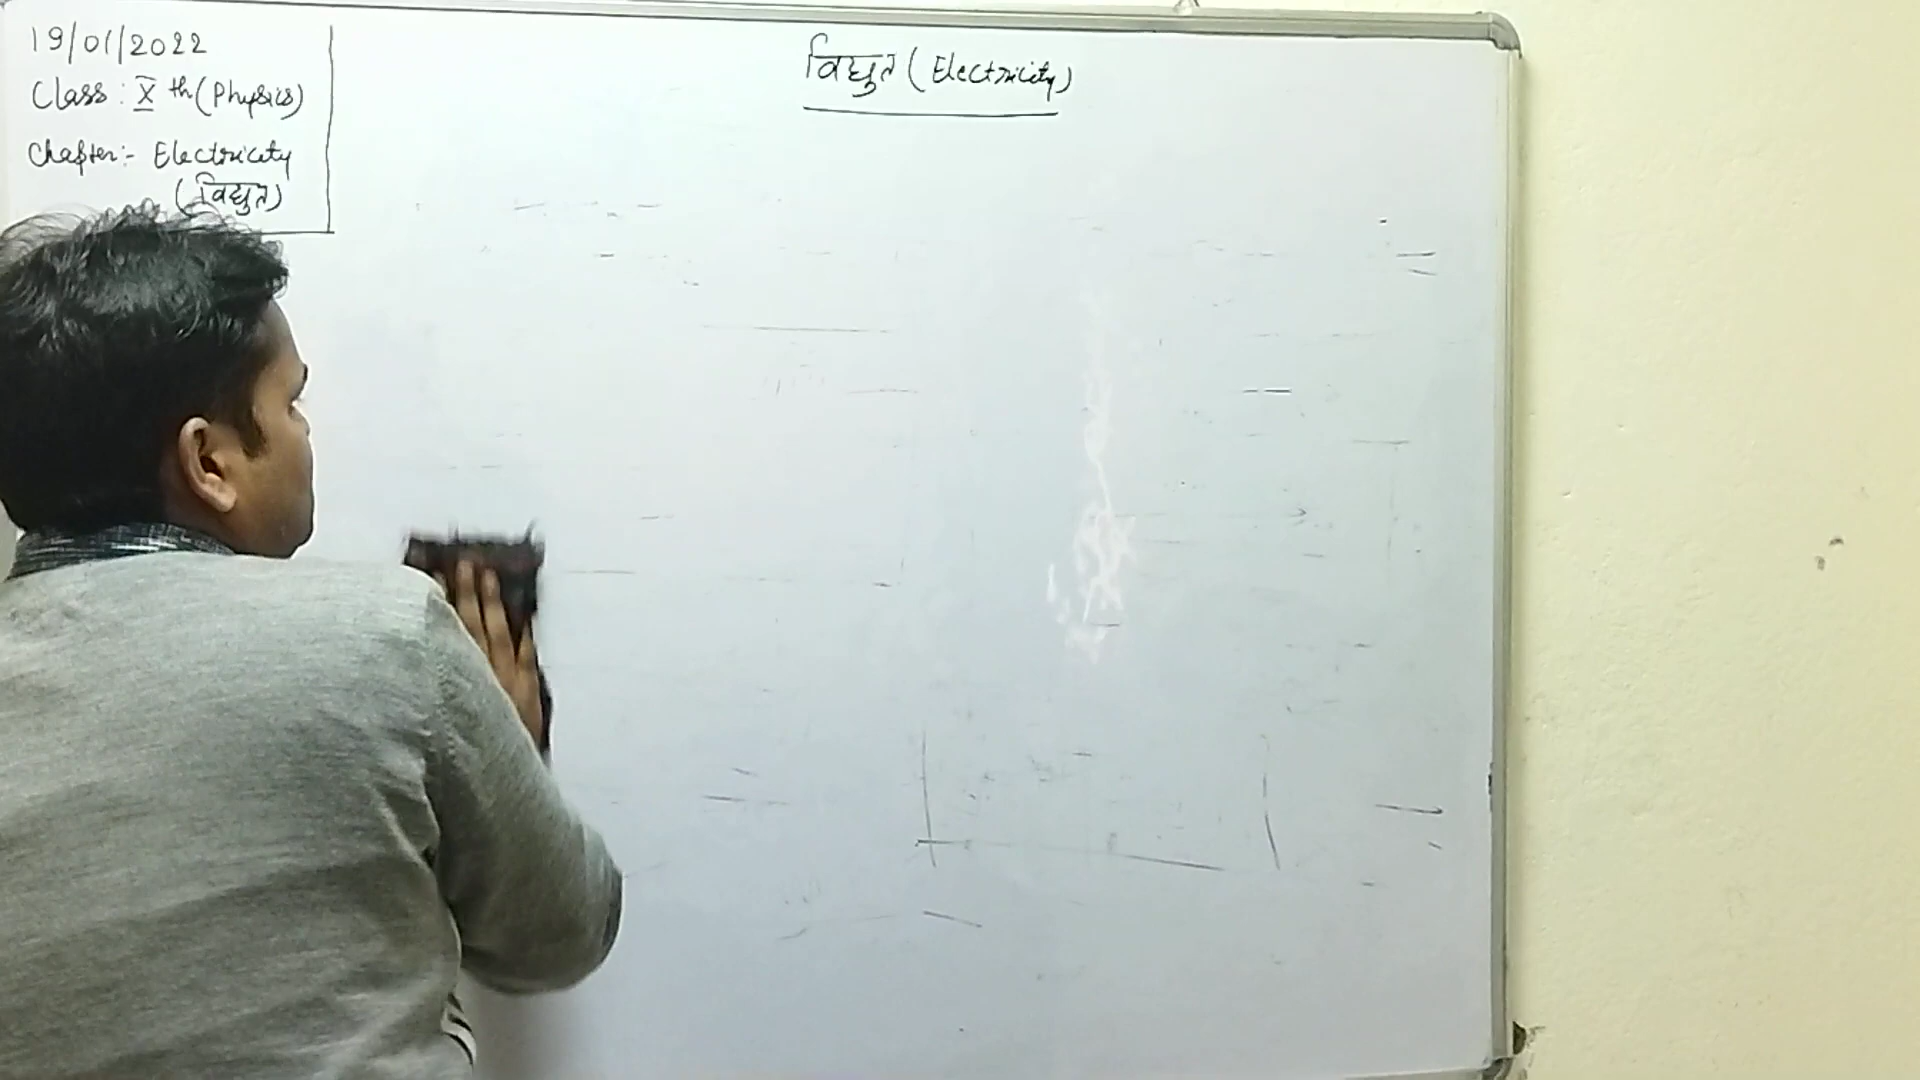 19/01/2022
Class : X th (Physics)
Chapter:- Electricity
(विद्युत)
विद्युत (Electricity)